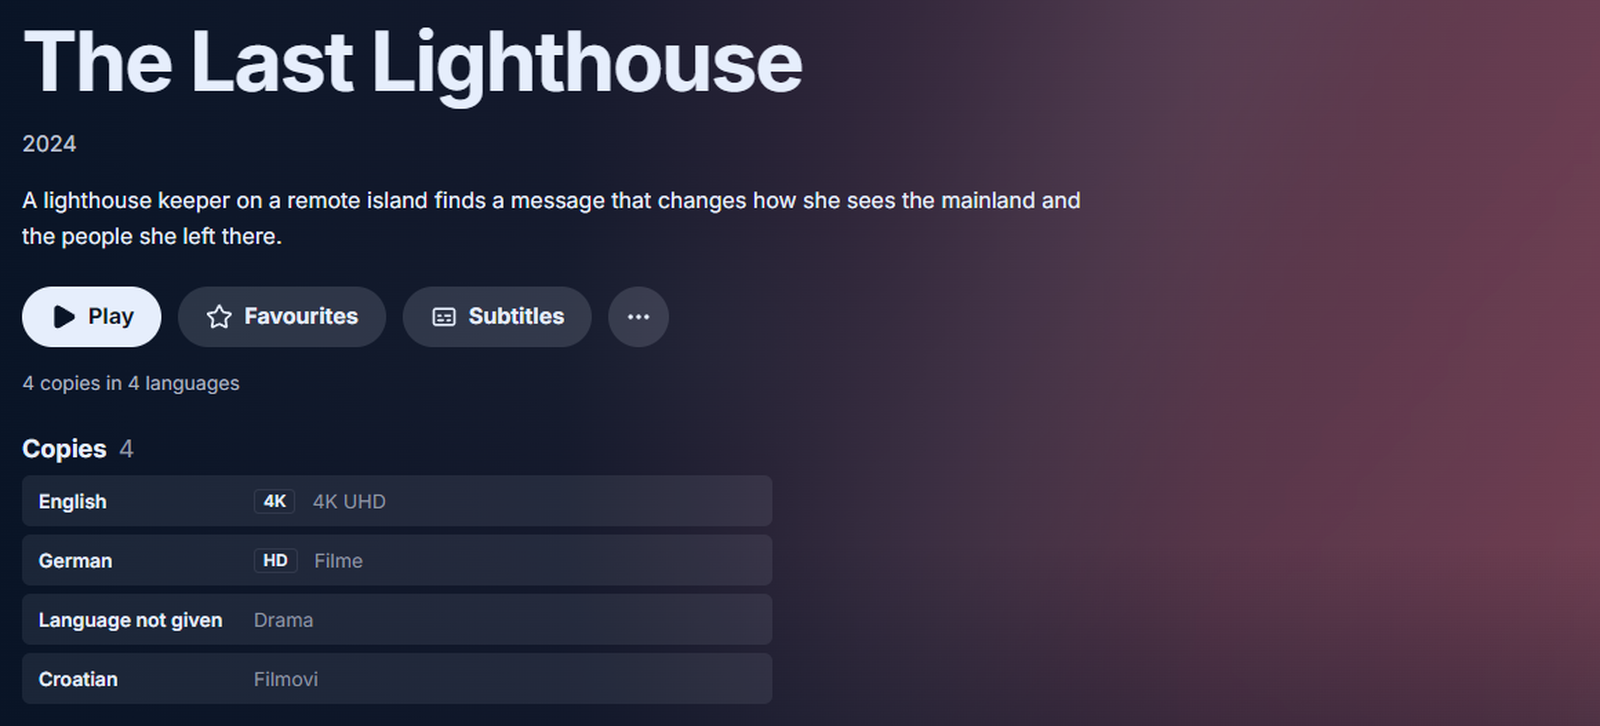 The Last Lighthouse
2024
A lighthouse keeper on a remote island finds a message that changes how she sees the mainland and
the people she left there.
Play Favourites Subtitles
4 copies in 4 languages
Copies 4
English 4K 4K UHD
German HD Filme
Language not given Drama
Croatian Filmovi